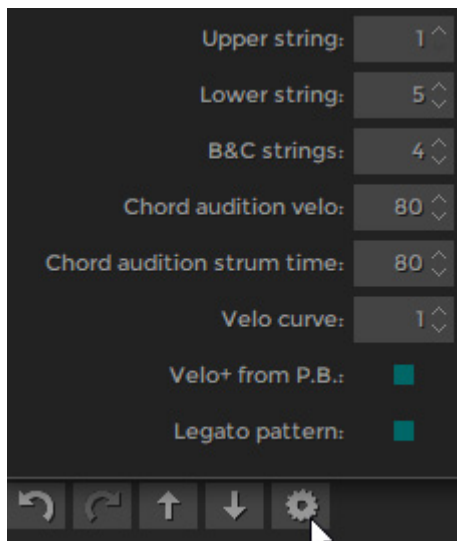 Upper string: 1
Lower string: 5
B&C strings: 4
Chord audition velo: 80
Chord audition strum time: 80
Velo curve: 1
Velo+ from P.B.:
Legato pattern: